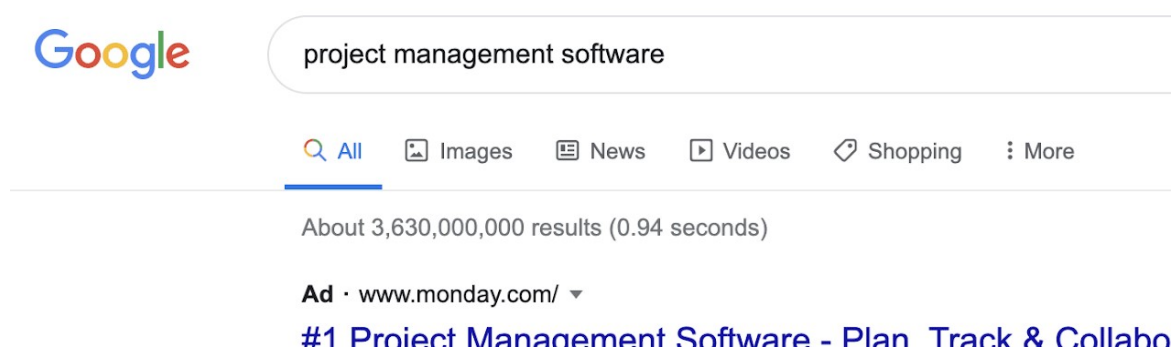 Google
project management software
All Images News Videos Shopping More
About 3,630,000,000 results (0.94 seconds)
Ad · www.monday.com/
#1 Project Management Software - Plan, Track & Collabo